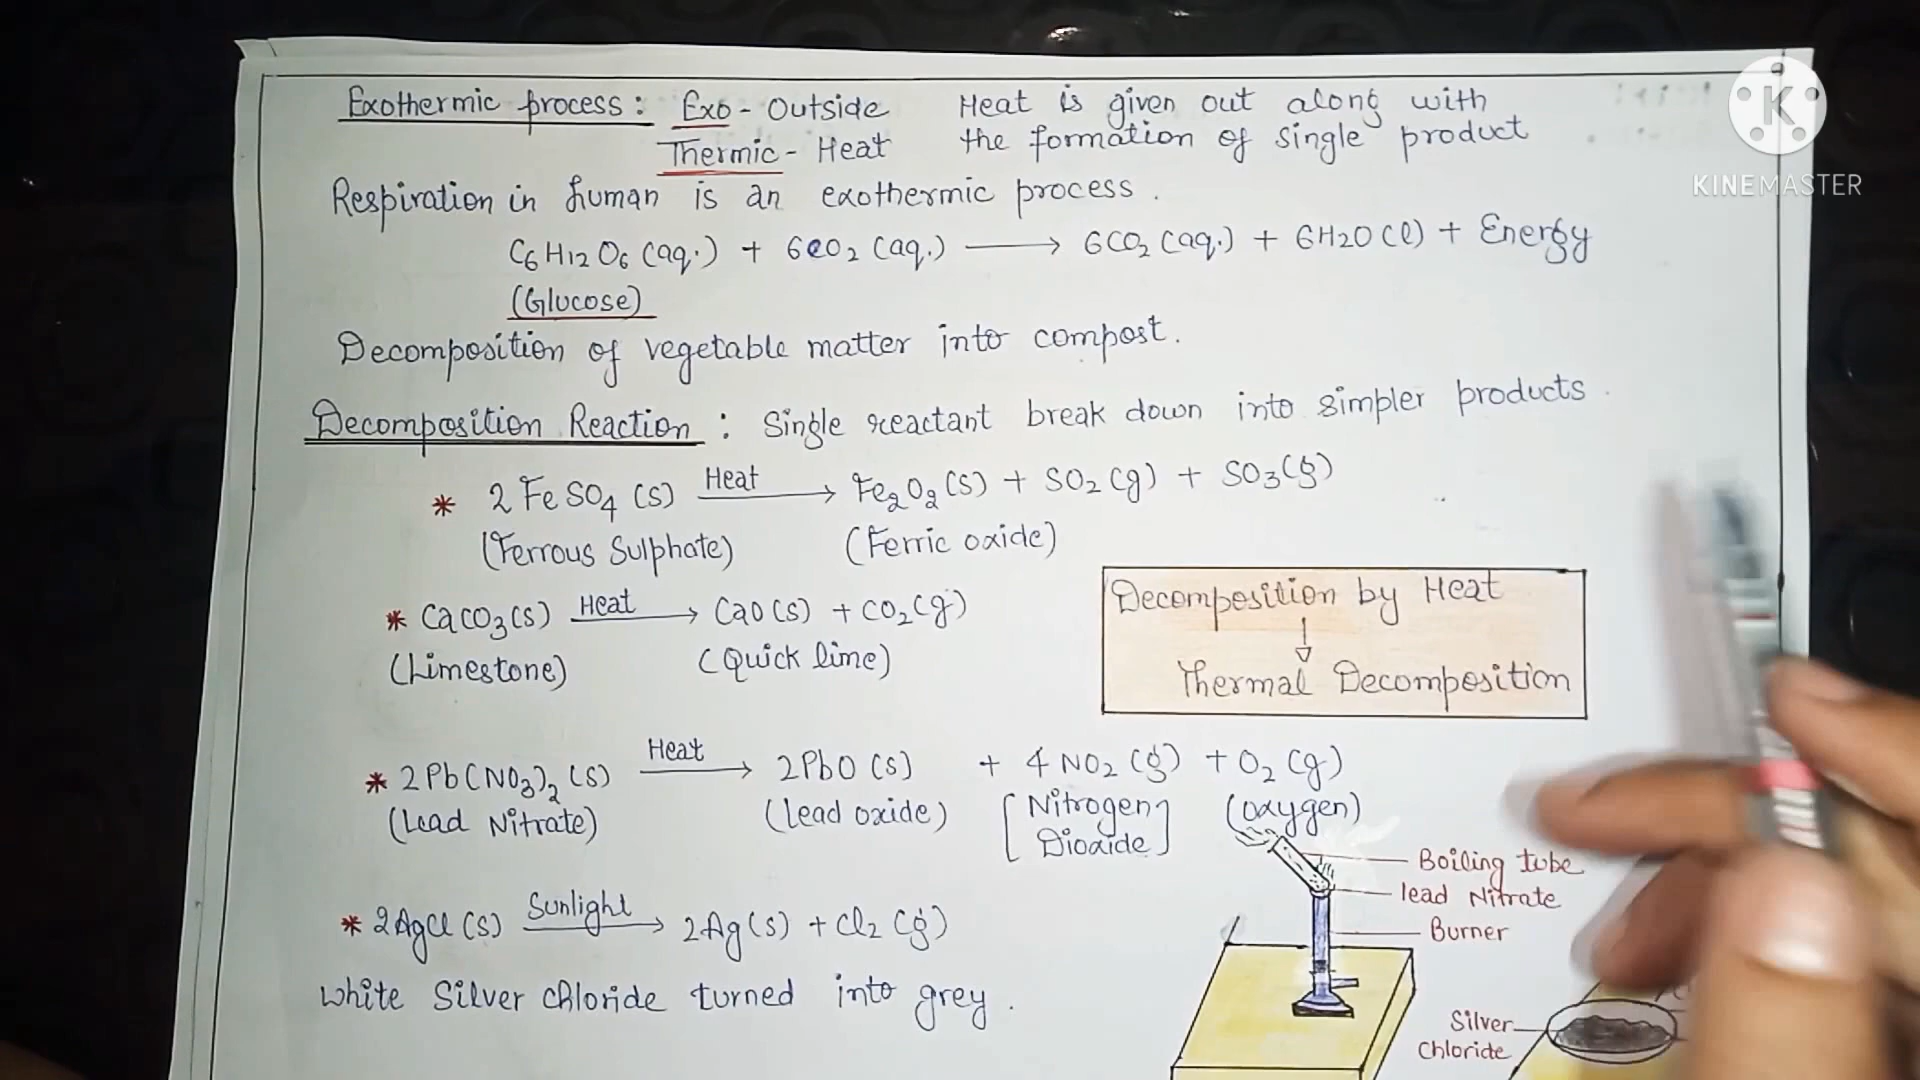 Exothermic process : Exo - Outside Heat is given out along with
Thermic - Heat the formation of single product
Respiration in human is an exothermic process.
C6H12O6 (aq.) + 6CO2 (aq.) ⟶ 6CO2 (aq.) + 6H2O (l) + Energy
(Glucose)
Decomposition of vegetable matter into compost.
Decomposition Reaction : Single reactant break down into simpler products.
* 2FeSO4 (s) Heat ⟶ Fe2O3 (s) + SO2 (g) + SO3 (g)
(Ferrous Sulphate) (Ferric oxide)
* CaCO3 (s) Heat ⟶ CaO (s) + CO2 (g)
(Limestone) (Quick lime)
Decomposition by Heat
↓
Thermal Decomposition
* 2Pb(NO3)2 (s) Heat ⟶ 2PbO (s) + 4NO2 (g) + O2 (g)
(Lead Nitrate) (Lead oxide) [Nitrogen Dioxide] (oxygen)
* 2AgCl (s) Sunlight ⟶ 2Ag (s) + Cl2 (g)
White Silver chloride turned into grey.
Boiling tube
lead Nitrate
Burner
Silver
Chloride
K
KINEMASTER